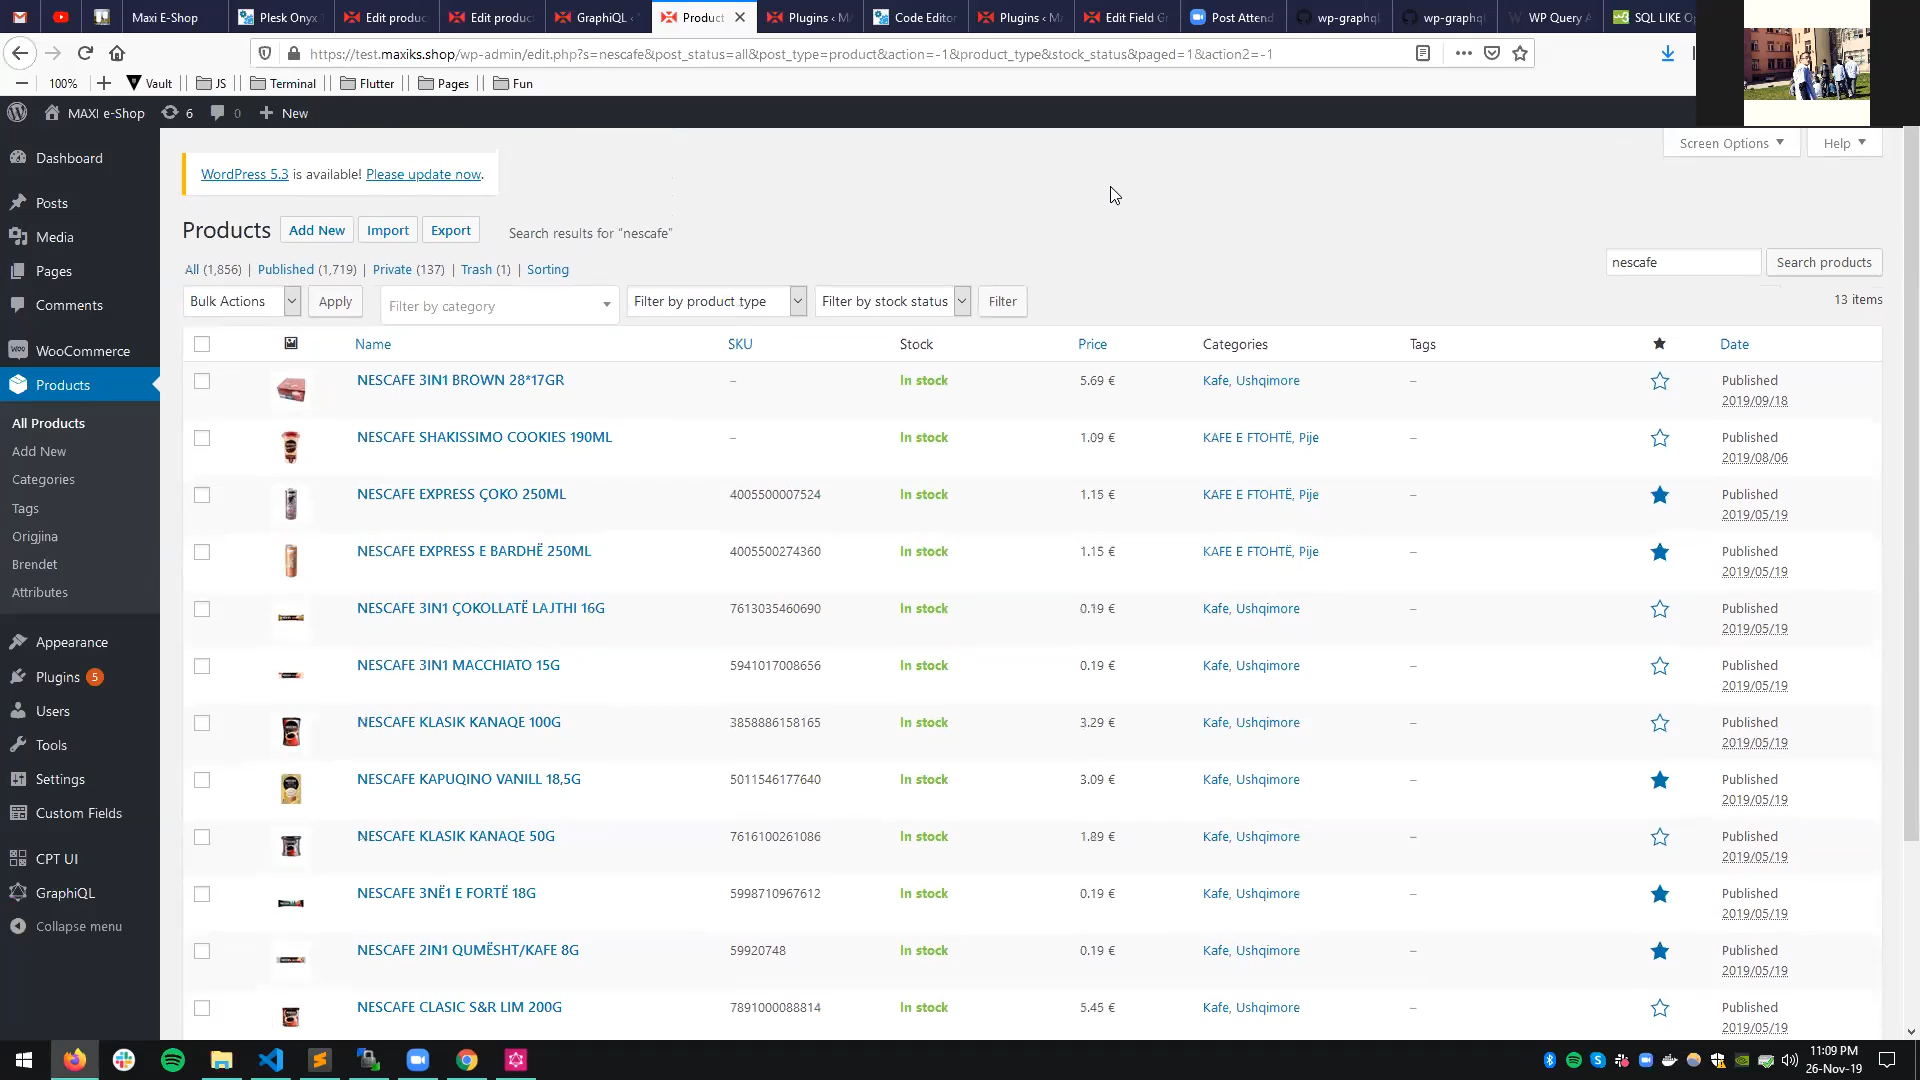 Maxi E-Shop
Plesk Onyx
Edit produc
Edit produc
GraphiQL ‹
Product
Plugins ‹ M
Code Editor
Plugins ‹ M
Edit Field Gr
Post Attend
wp-graphql
wp-graphql
WP Query A
SQL LIKE Op
https://test.maxiks.shop/wp-admin/edit.php?s=nescafe&post_status=all&post_type=product&action=-1&product_type&stock_status&paged=1&action2=-1
100%
Vault
JS
Terminal
Flutter
Pages
Fun
MAXI e-Shop
6
0
New
Screen Options
Help
WordPress 5.3 is available! Please update now.
Products
Add New
Import
Export
Search results for “nescafe”
All (1,856) | Published (1,719) | Private (137) | Trash (1) | Sorting
nescafe
Search products
Bulk Actions
Apply
Filter by category
Filter by product type
Filter by stock status
Filter
13 items
Dashboard
Posts
Media
Pages
Comments
WooCommerce
Products
All Products
Add New
Categories
Tags
Origjina
Brendet
Attributes
Appearance
Plugins 5
Users
Tools
Settings
Custom Fields
CPT UI
GraphiQL
Collapse menu
Name SKU Stock Price Categories Tags Date
NESCAFE 3IN1 BROWN 28*17GR – In stock 5.69 € Kafe, Ushqimore – Published
2019/09/18
NESCAFE SHAKISSIMO COOKIES 190ML – In stock 1.09 € KAFE E FTOHTË, Pije – Published
2019/08/06
NESCAFE EXPRESS ÇOKO 250ML 4005500007524 In stock 1.15 € KAFE E FTOHTË, Pije – Published
2019/05/19
NESCAFE EXPRESS E BARDHË 250ML 4005500274360 In stock 1.15 € KAFE E FTOHTË, Pije – Published
2019/05/19
NESCAFE 3IN1 ÇOKOLLATË LAJTHI 16G 7613035460690 In stock 0.19 € Kafe, Ushqimore – Published
2019/05/19
NESCAFE 3IN1 MACCHIATO 15G 5941017008656 In stock 0.19 € Kafe, Ushqimore – Published
2019/05/19
NESCAFE KLASIK KANAQE 100G 3858886158165 In stock 3.29 € Kafe, Ushqimore – Published
2019/05/19
NESCAFE KAPUQINO VANILL 18,5G 5011546177640 In stock 3.09 € Kafe, Ushqimore – Published
2019/05/19
NESCAFE KLASIK KANAQE 50G 7616100261086 In stock 1.89 € Kafe, Ushqimore – Published
2019/05/19
NESCAFE 3NË1 E FORTË 18G 5998710967612 In stock 0.19 € Kafe, Ushqimore – Published
2019/05/19
NESCAFE 2IN1 QUMËSHT/KAFE 8G 59920748 In stock 0.19 € Kafe, Ushqimore – Published
2019/05/19
NESCAFE CLASIC S&R LIM 200G 7891000088814 In stock 5.45 € Kafe, Ushqimore – Published
2019/05/19
11:09 PM
26-Nov-19